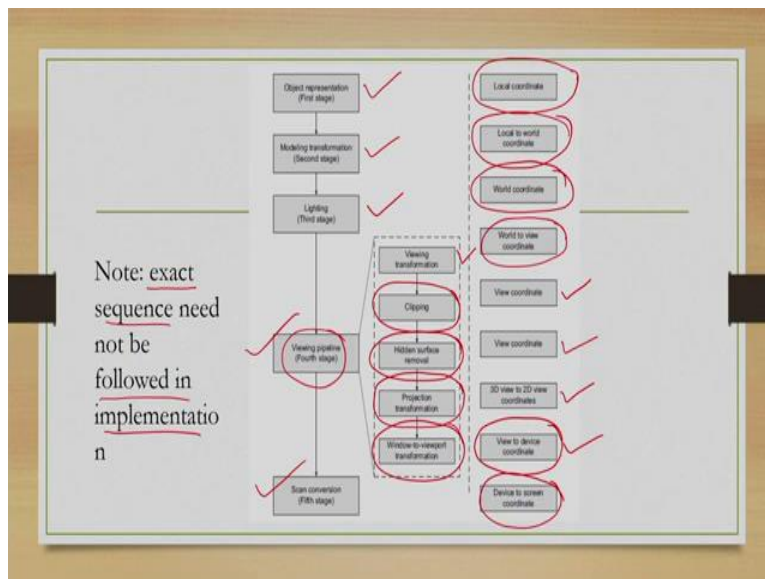 Object representation
(First stage)
Modeling transformation
(Second stage)
Lighting
(Third stage)
Viewing pipeline
(Fourth stage)
Scan conversion
(Fifth stage)
Viewing
transformation
Clipping
Hidden surface
removal
Projection
transformation
Window-to-viewport
transformation
Local coordinate
Local to world
coordinate
World coordinate
World to view
coordinate
View coordinate
View coordinate
3D view to 2D view
coordinates
View to device
coordinate
Device to screen
coordinate
Note: exact
sequence need
not be
followed in
implementatio
n